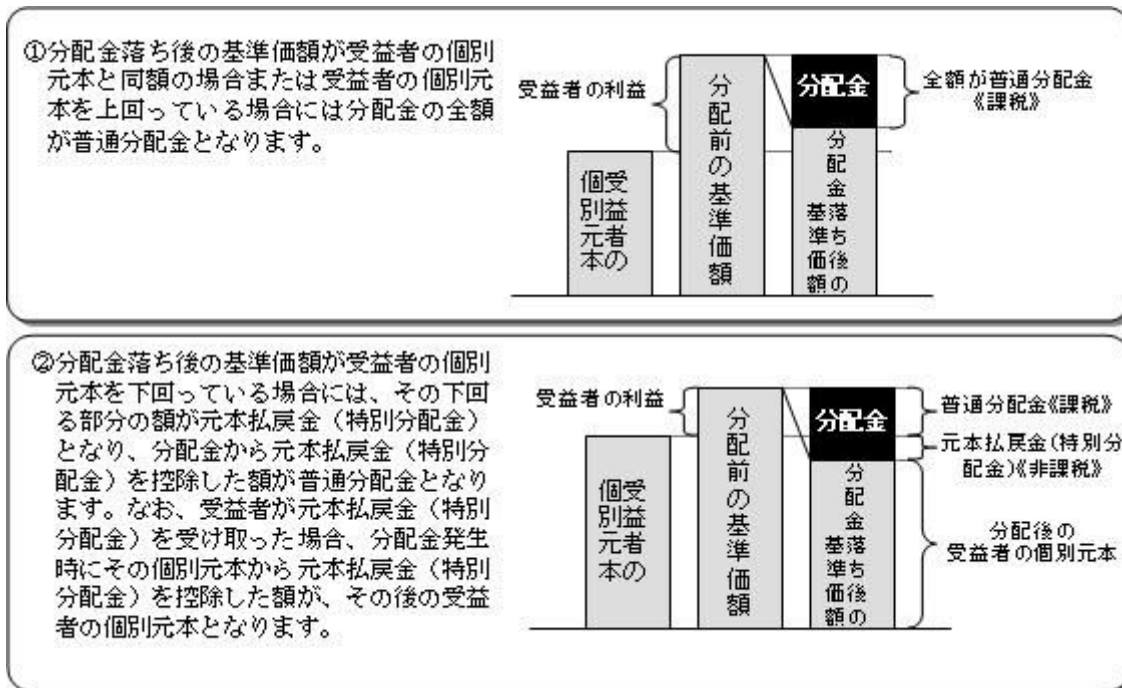 ①分配金落ち後の基準価額が受益者の個別
元本と同額の場合または受益者の個別元
本を上回っている場合には分配金の全額
が普通分配金となります。
受益者の利益
分配前の基準価額
分配金
全額が普通分配金
《課税》
受益者の
個別元本
分配金落ち後の
基準価額
②分配金落ち後の基準価額が受益者の個別
元本を下回っている場合には、その下回
る部分の額が元本払戻金（特別分配金）
となり、分配金から元本払戻金（特別分
配金）を控除した額が普通分配金となり
ます。なお、受益者が元本払戻金（特別
分配金）を受け取った場合、分配金発生
時にその個別元本から元本払戻金（特別
分配金）を控除した額が、その後の受益
者の個別元本となります。
受益者の利益
分配前の基準価額
分配金
普通分配金《課税》
元本払戻金(特別分
配金)《非課税》
受益者の
個別元本
分配金落ち後の
基準価額
分配後の
受益者の個別元本